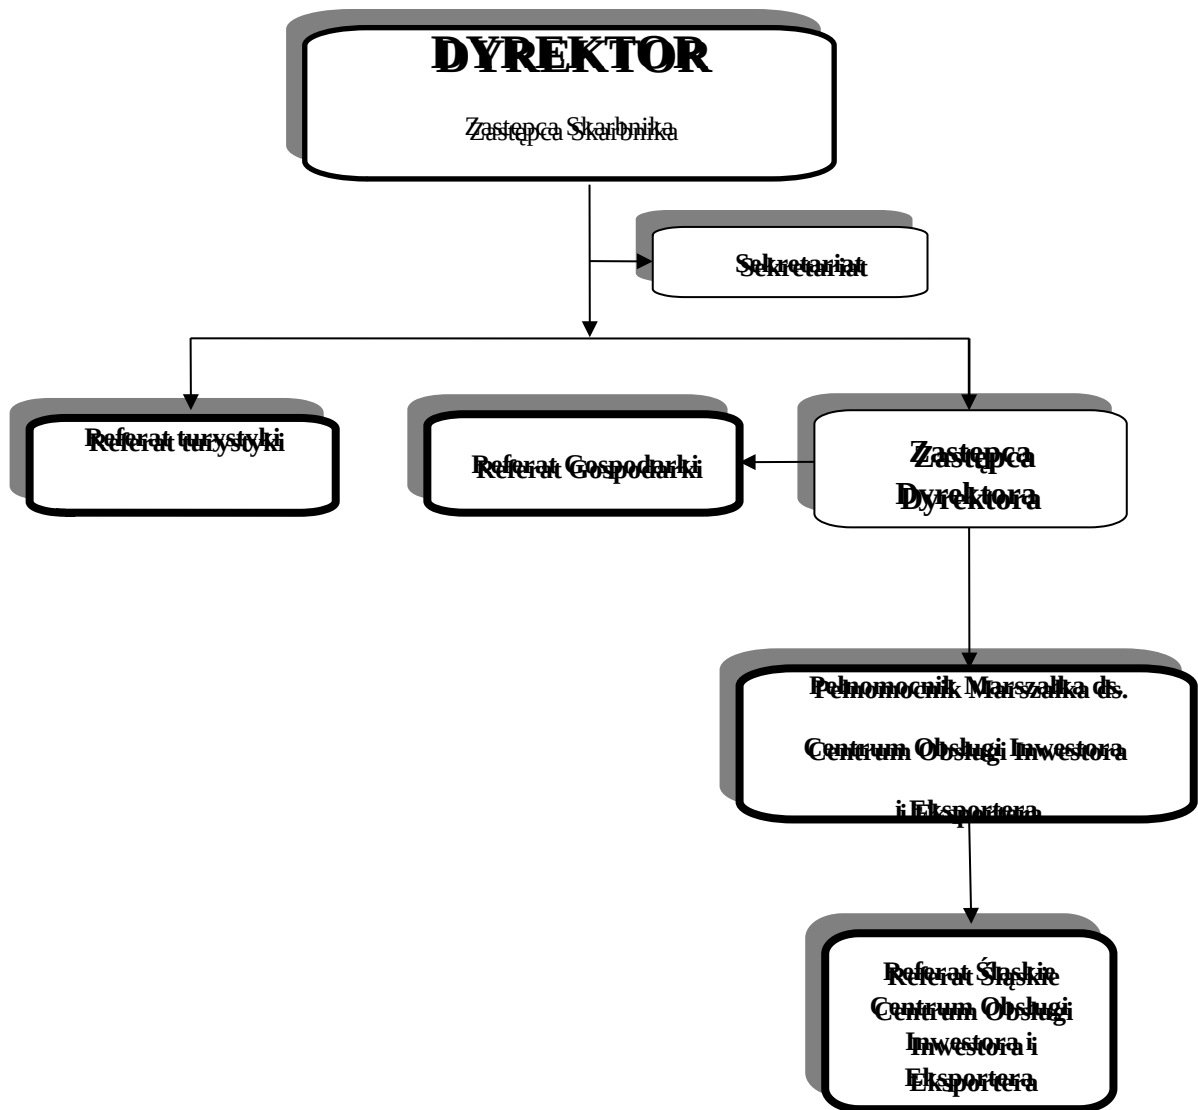 DYREKTOR
Zastępca Skarbnika
Sekretariat
Referat turystyki
Referat Gospodarki
Zastępca
Dyrektora
Pełnomocnik Marszałka ds.
Centrum Obsługi Inwestora
i Eksportera
Referat Śląskie
Centrum Obsługi
Inwestora i
Eksportera